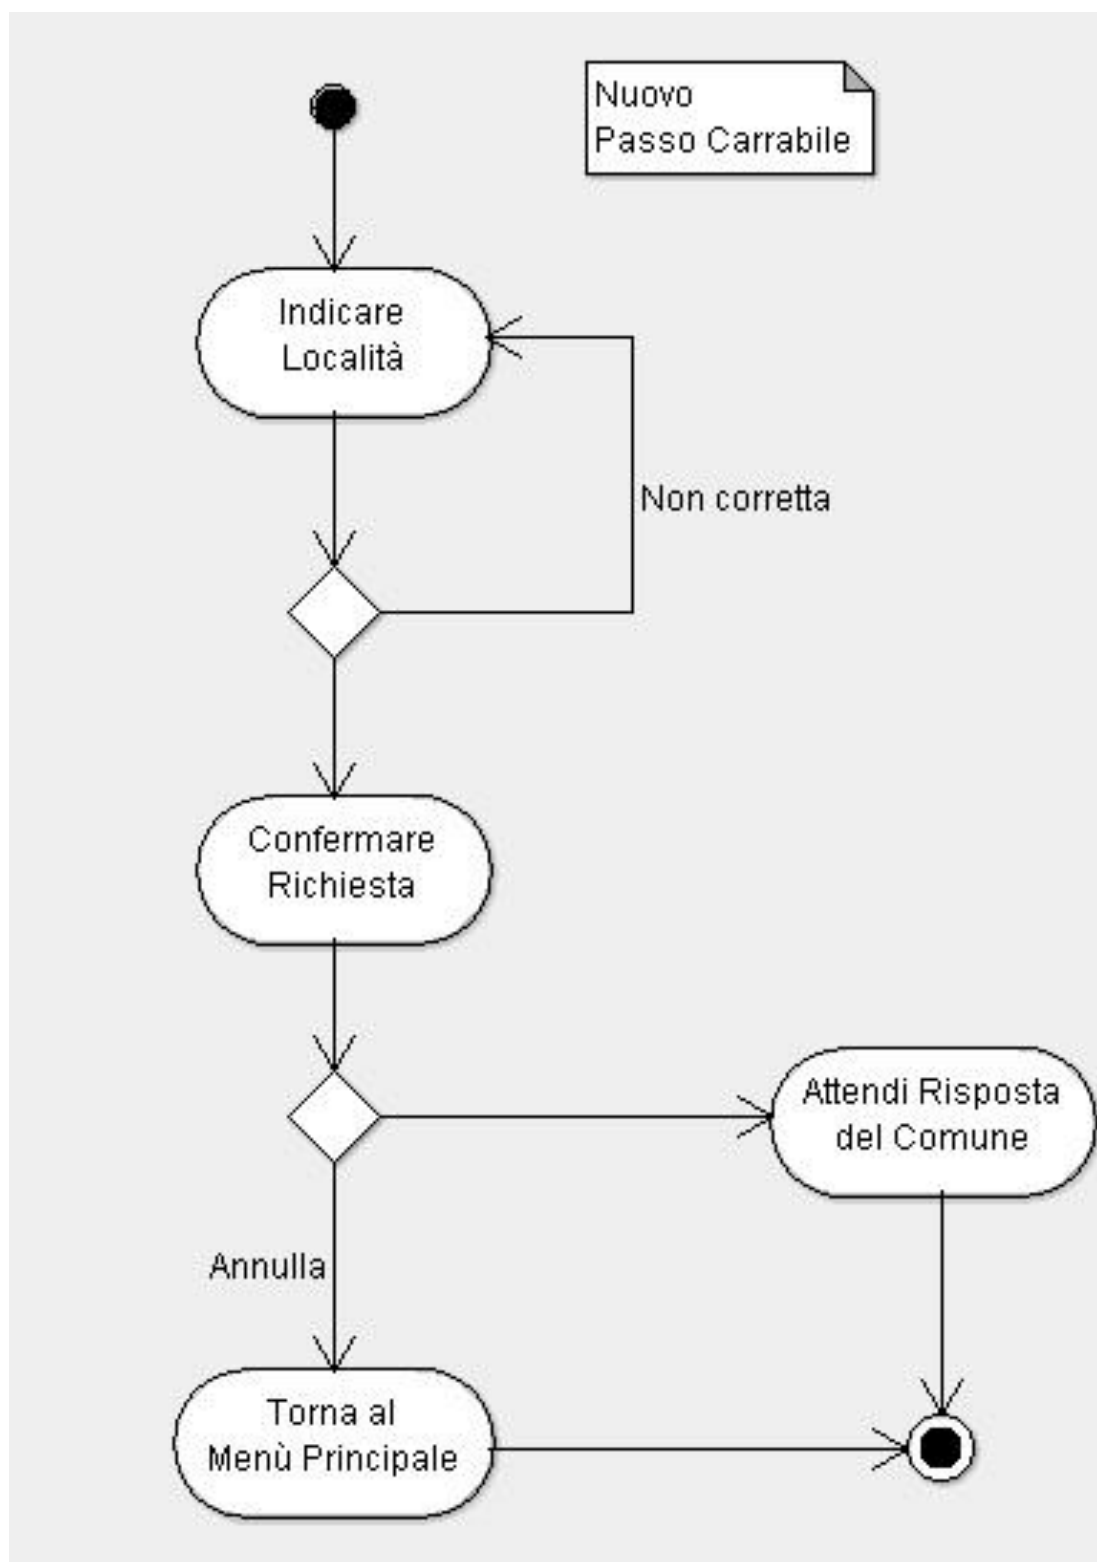 Nuovo
Passo Carrabile
Indicare
Località
Non corretta
Confermare
Richiesta
Attendi Risposta
del Comune
Annulla
Torna al
Menù Principale